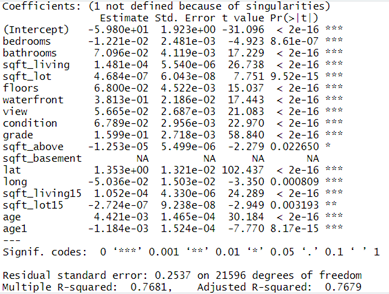 Coefficients: (1 not defined because of singularities)
Estimate Std. Error t value Pr(>|t|)
(Intercept) -5.980e+01 1.923e+00 -31.096 < 2e-16 ***
bedrooms -1.221e-02 2.481e-03 -4.923 8.61e-07 ***
bathrooms 7.096e-02 4.119e-03 17.229 < 2e-16 ***
sqft_living 1.481e-04 5.540e-06 26.738 < 2e-16 ***
sqft_lot 4.684e-07 6.043e-08 7.751 9.52e-15 ***
floors 6.800e-02 4.522e-03 15.037 < 2e-16 ***
waterfront 3.813e-01 2.186e-02 17.443 < 2e-16 ***
view 5.665e-02 2.687e-03 21.083 < 2e-16 ***
condition 6.789e-02 2.956e-03 22.970 < 2e-16 ***
grade 1.599e-01 2.718e-03 58.840 < 2e-16 ***
sqft_above -1.253e-05 5.499e-06 -2.279 0.022650 *
sqft_basement NA NA NA NA
lat 1.353e+00 1.321e-02 102.437 < 2e-16 ***
long -5.036e-02 1.503e-02 -3.350 0.000809 ***
sqft_living15 1.052e-04 4.330e-06 24.289 < 2e-16 ***
sqft_lot15 -2.724e-07 9.238e-08 -2.949 0.003193 **
age 4.421e-03 1.465e-04 30.184 < 2e-16 ***
age1 -1.184e-03 1.524e-04 -7.770 8.17e-15 ***
---
Signif. codes: 0 ‘***’ 0.001 ‘**’ 0.01 ‘*’ 0.05 ‘.’ 0.1 ‘ ’ 1
Residual standard error: 0.2537 on 21596 degrees of freedom
Multiple R-squared: 0.7681, Adjusted R-squared: 0.7679